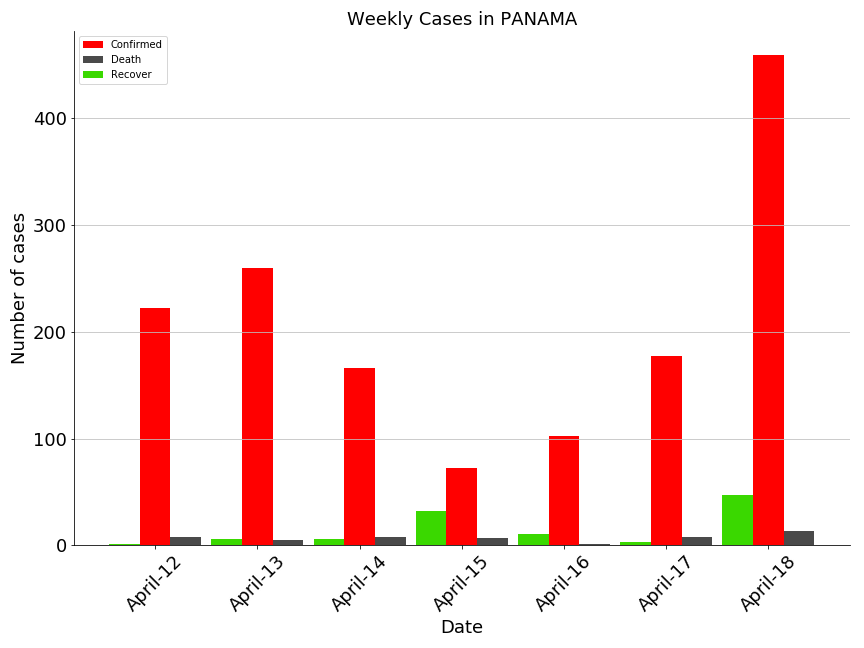 Weekly Cases in PANAMA
Confirmed
Death
Recover
Number of cases
400
300
200
100
0
April-12
April-13
April-14
April-15
April-16
April-17
April-18
Date